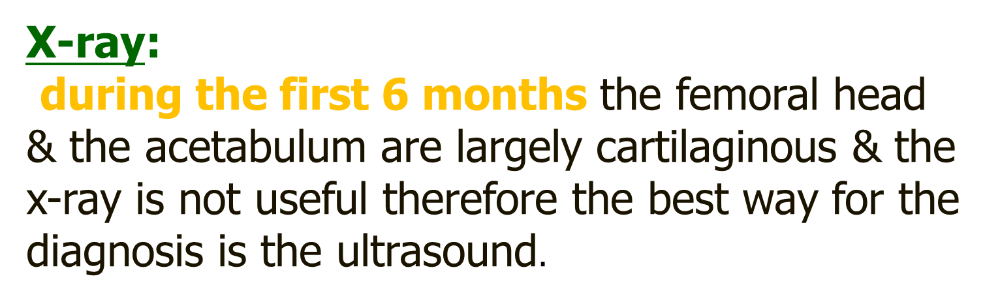 X-ray:
during the first 6 months the femoral head
& the acetabulum are largely cartilaginous & the
x-ray is not useful therefore the best way for the
diagnosis is the ultrasound.